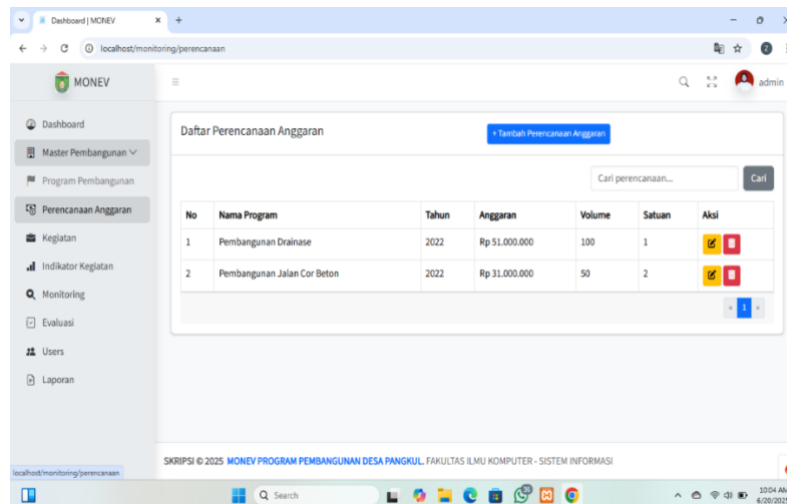 Dashboard | MONEV
localhost/monitoring/perencanaan
MONEV
admin
Dashboard
Master Pembangunan
Program Pembangunan
Perencanaan Anggaran
Kegiatan
Indikator Kegiatan
Monitoring
Evaluasi
Users
Laporan
Daftar Perencanaan Anggaran
+ Tambah Perencanaan Anggaran
Cari perencanaan... Cari
No Nama Program Tahun Anggaran Volume Satuan Aksi
1 Pembangunan Drainase 2022 Rp 51.000.000 100 1
2 Pembangunan Jalan Cor Beton 2022 Rp 31.000.000 50 2
« 1 »
SKRIPSI © 2025 MONEV PROGRAM PEMBANGUNAN DESA PANGKUL. FAKULTAS ILMU KOMPUTER - SISTEM INFORMASI
localhost/monitoring/perencanaan
Search
10:04 AM
6/20/2025